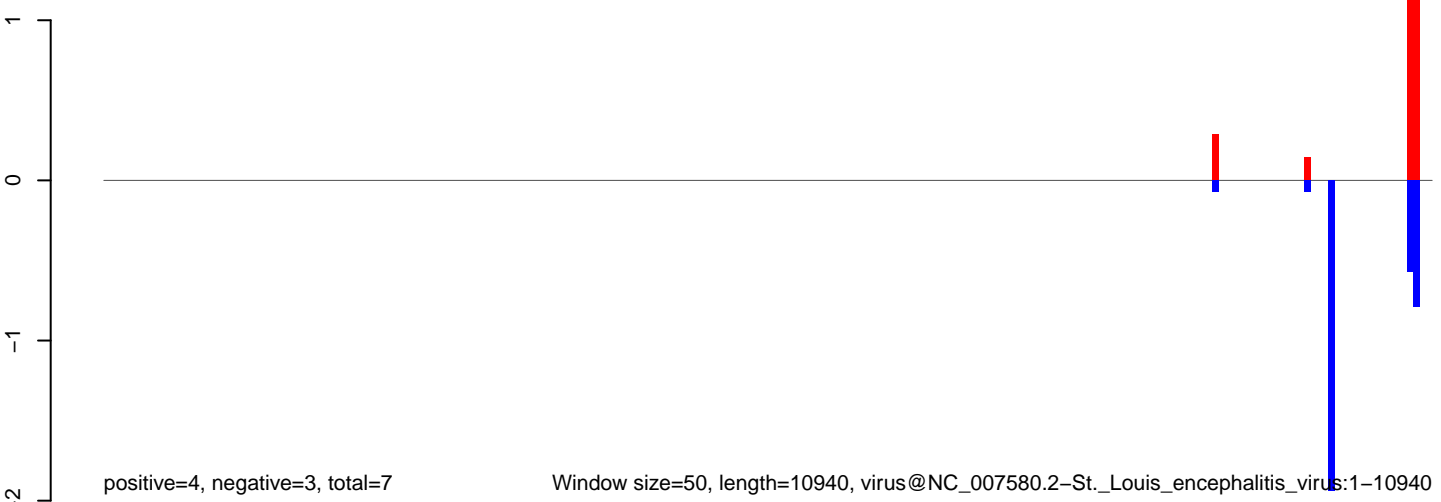 1
0
−1
−2
positive=4, negative=3, total=7
Window size=50, length=10940, virus@NC_007580.2−St._Louis_encephalitis_virus:1−10940